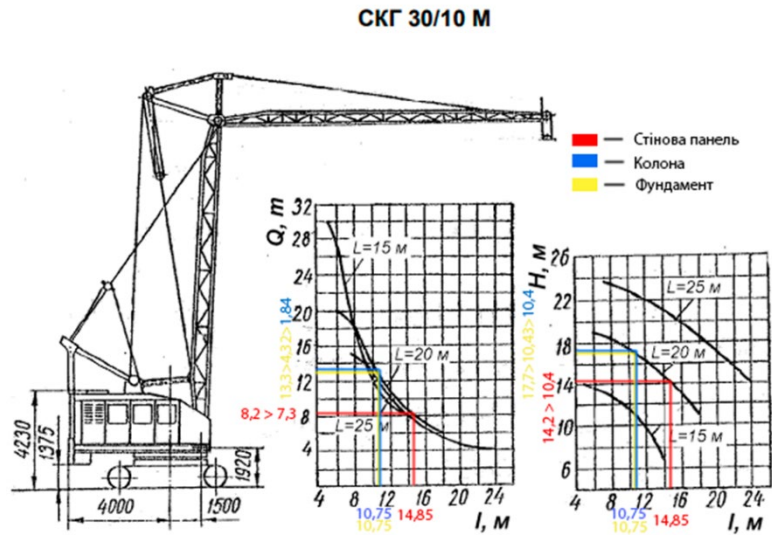 СКГ 30/10 М
— Стінова панель
— Колона
— Фундамент
Q, т
32
28
24
20
16
12
8
4
L=15 м
L=20 м
L=25 м
13,3>4,32>1,84
8,2 > 7,3
4 8 12 16 20 24
l, м
10,75
10,75
14,85
H, м
26
22
18
14
10
6
L=25 м
L=20 м
L=15 м
17,7>10,43>10,4
14,2 > 10,4
4 8 12 16 20 24
l, м
10,75
10,75
14,85
4230
1375
1920
4000
1500